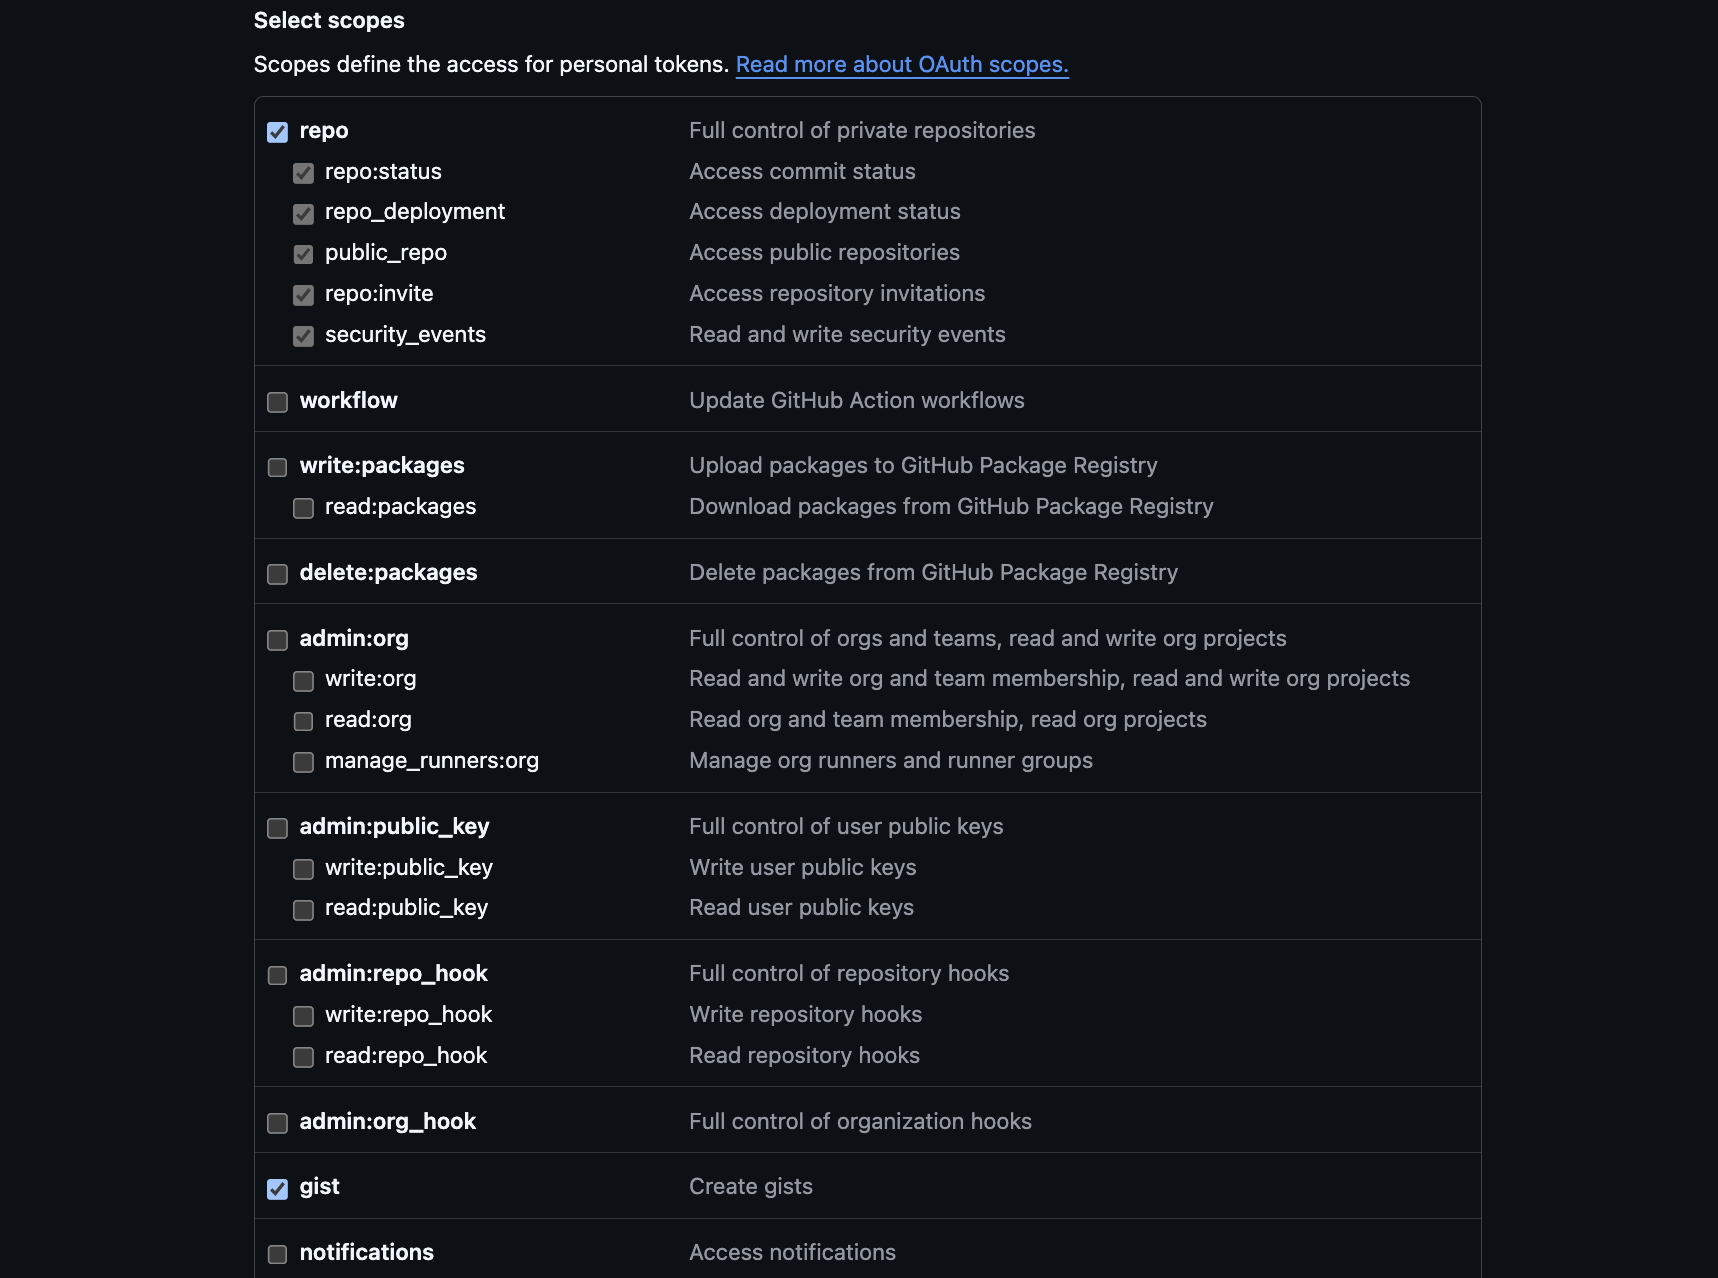 Select scopes
Scopes define the access for personal tokens. Read more about OAuth scopes.
repo Full control of private repositories
repo:status Access commit status
repo_deployment Access deployment status
public_repo Access public repositories
repo:invite Access repository invitations
security_events Read and write security events
workflow Update GitHub Action workflows
write:packages Upload packages to GitHub Package Registry
read:packages Download packages from GitHub Package Registry
delete:packages Delete packages from GitHub Package Registry
admin:org Full control of orgs and teams, read and write org projects
write:org Read and write org and team membership, read and write org projects
read:org Read org and team membership, read org projects
manage_runners:org Manage org runners and runner groups
admin:public_key Full control of user public keys
write:public_key Write user public keys
read:public_key Read user public keys
admin:repo_hook Full control of repository hooks
write:repo_hook Write repository hooks
read:repo_hook Read repository hooks
admin:org_hook Full control of organization hooks
gist Create gists
notifications Access notifications